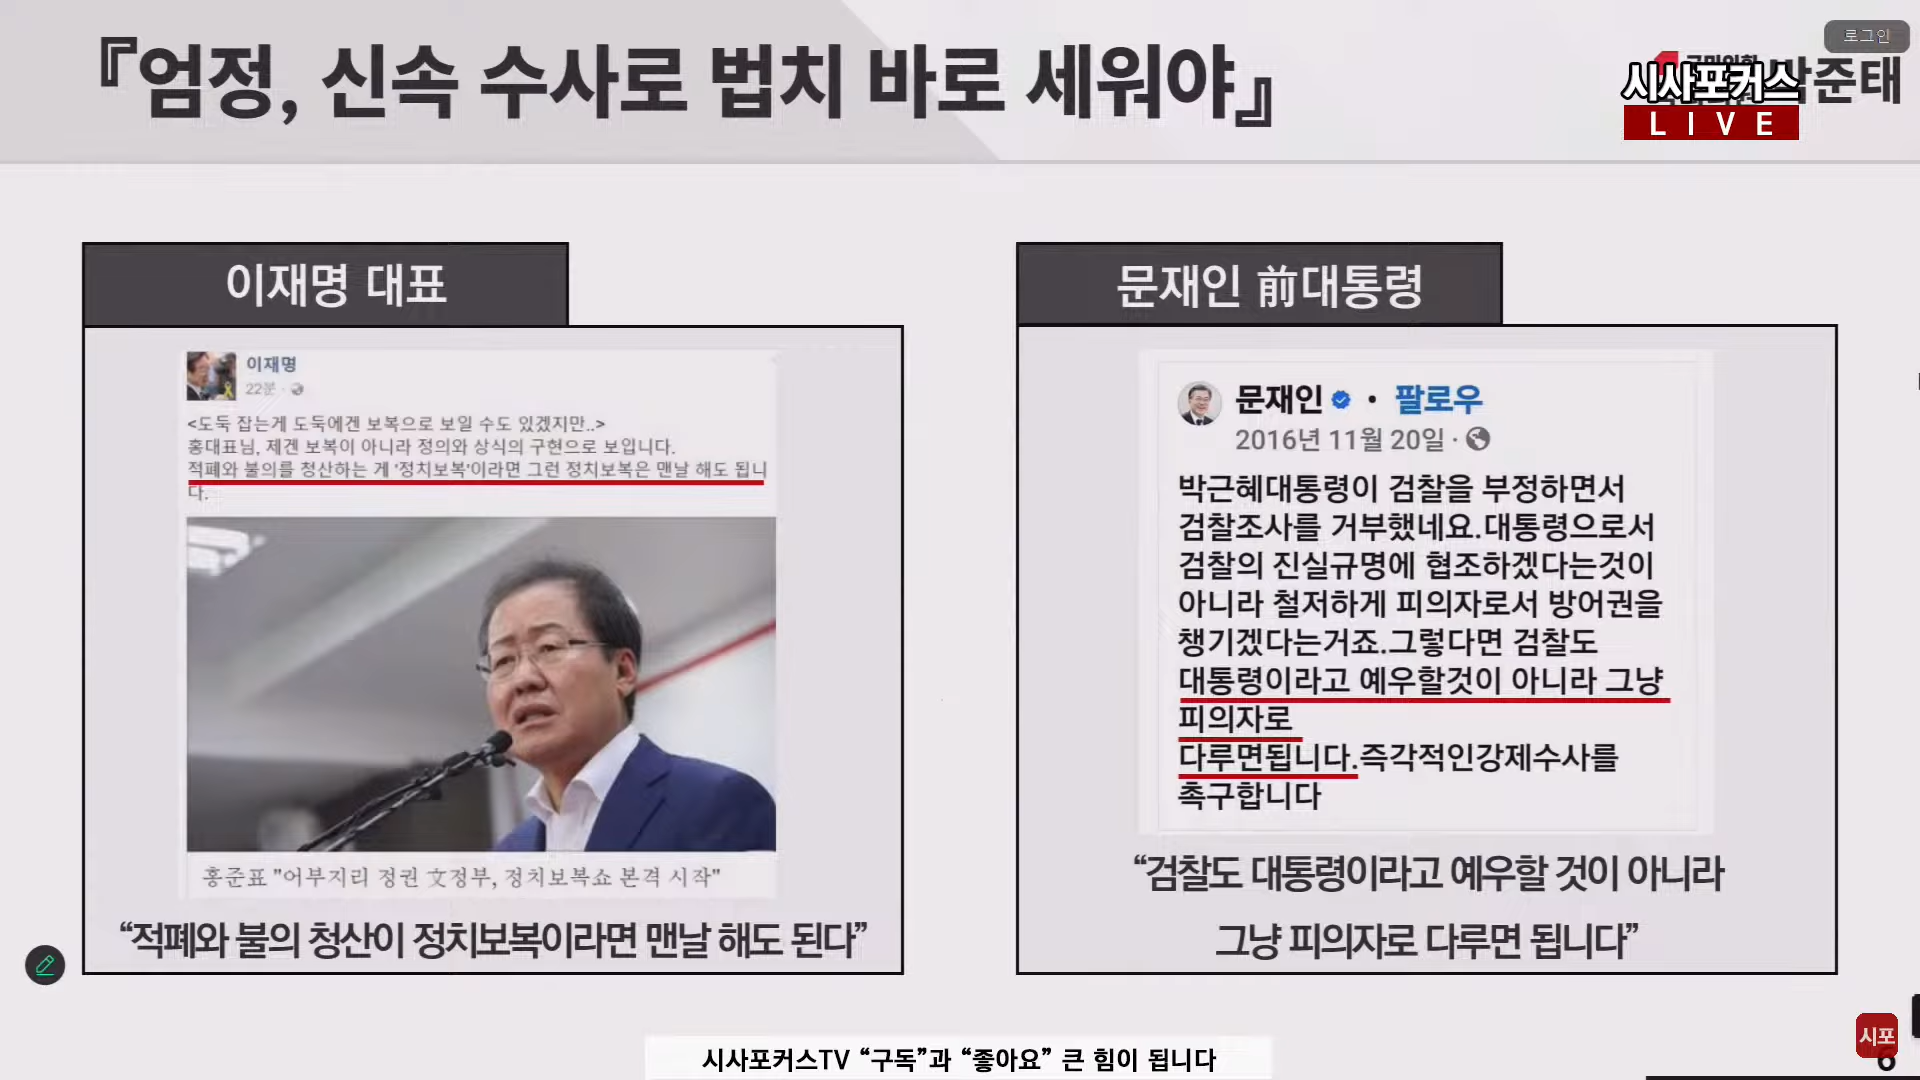 『엄정, 신속 수사로 법치 바로 세워야』
로그인
시사포커스
박준태
LIVE
이재명 대표
이재명
22분 ·
<도둑 잡는게 도둑에겐 보복으로 보일 수도 있겠지만..>
홍대표님, 제겐 보복이 아니라 정의와 상식의 구현으로 보입니다.
적폐와 불의를 청산하는 게 '정치보복'이라면 그런 정치보복은 맨날 해도 됩니
다.
홍준표 "어부지리 정권 文정부, 정치보복쇼 본격 시작"
“적폐와 불의 청산이 정치보복이라면 맨날 해도 된다”
문재인 前대통령
문재인 · 팔로우
2016년 11월 20일 ·
박근혜대통령이 검찰을 부정하면서
검찰조사를 거부했네요.대통령으로서
검찰의 진실규명에 협조하겠다는것이
아니라 철저하게 피의자로서 방어권을
챙기겠다는거죠.그렇다면 검찰도
대통령이라고 예우할것이 아니라 그냥
피의자로
다루면됩니다.즉각적인강제수사를
촉구합니다
“검찰도 대통령이라고 예우할 것이 아니라
그냥 피의자로 다루면 됩니다”
시포
6
시사포커스TV “구독”과 “좋아요” 큰 힘이 됩니다